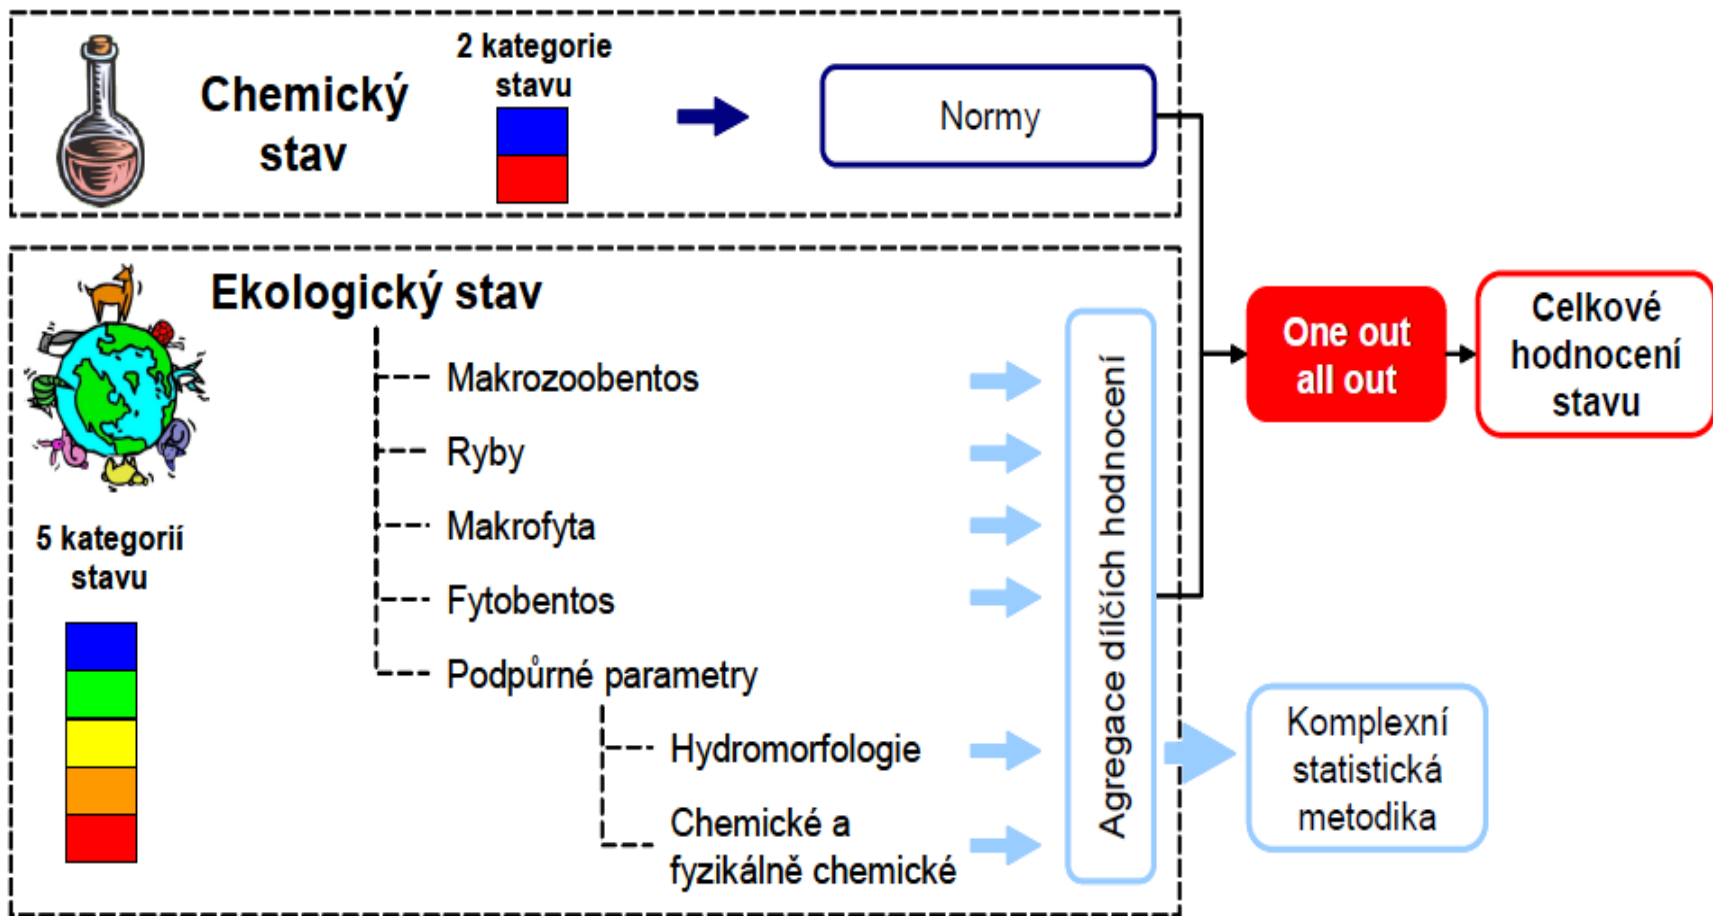 2 kategorie
stavu
Chemický
stav
Normy
Ekologický stav
Makrozoobentos
Ryby
Makrofyta
Fytobentos
Podpůrné parametry
Hydromorfologie
Chemické a
fyzikálně chemické
5 kategorií
stavu
Agregace dílčích hodnocení
One out
all out
Celkové
hodnocení
stavu
Komplexní
statistická
metodika